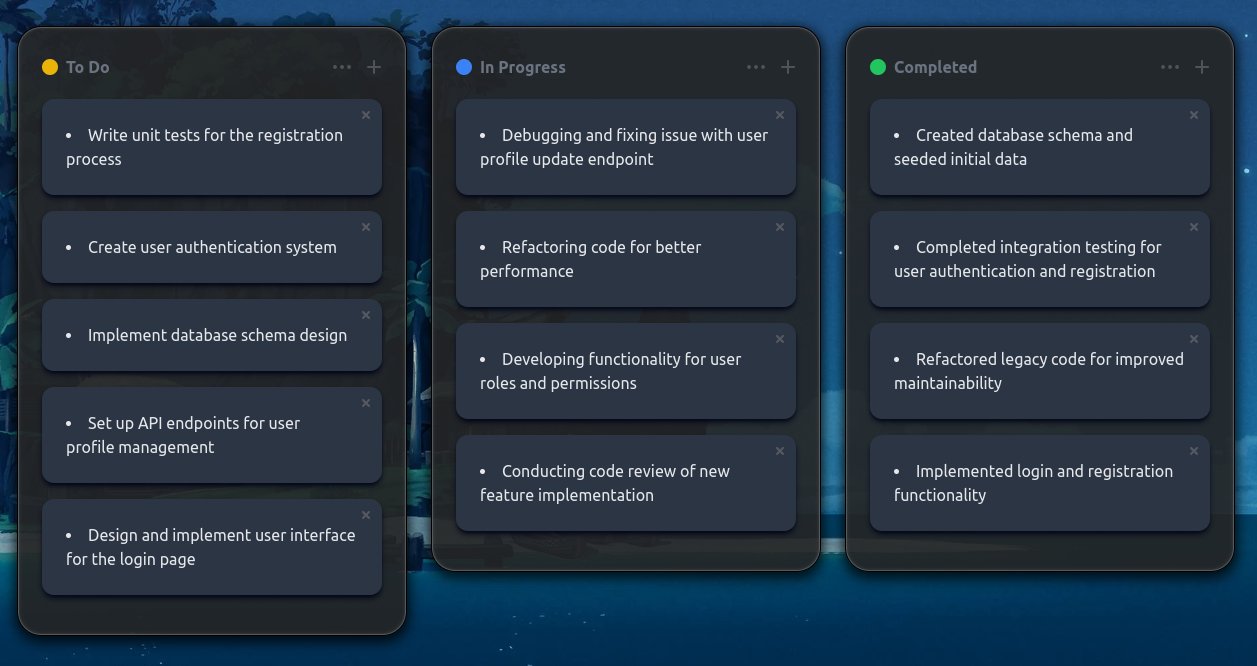 To Do
• Write unit tests for the registration
process
• Create user authentication system
• Implement database schema design
• Set up API endpoints for user
profile management
• Design and implement user interface
for the login page
In Progress
• Debugging and fixing issue with user
profile update endpoint
• Refactoring code for better
performance
• Developing functionality for user
roles and permissions
• Conducting code review of new
feature implementation
Completed
• Created database schema and
seeded initial data
• Completed integration testing for
user authentication and registration
• Refactored legacy code for improved
maintainability
• Implemented login and registration
functionality